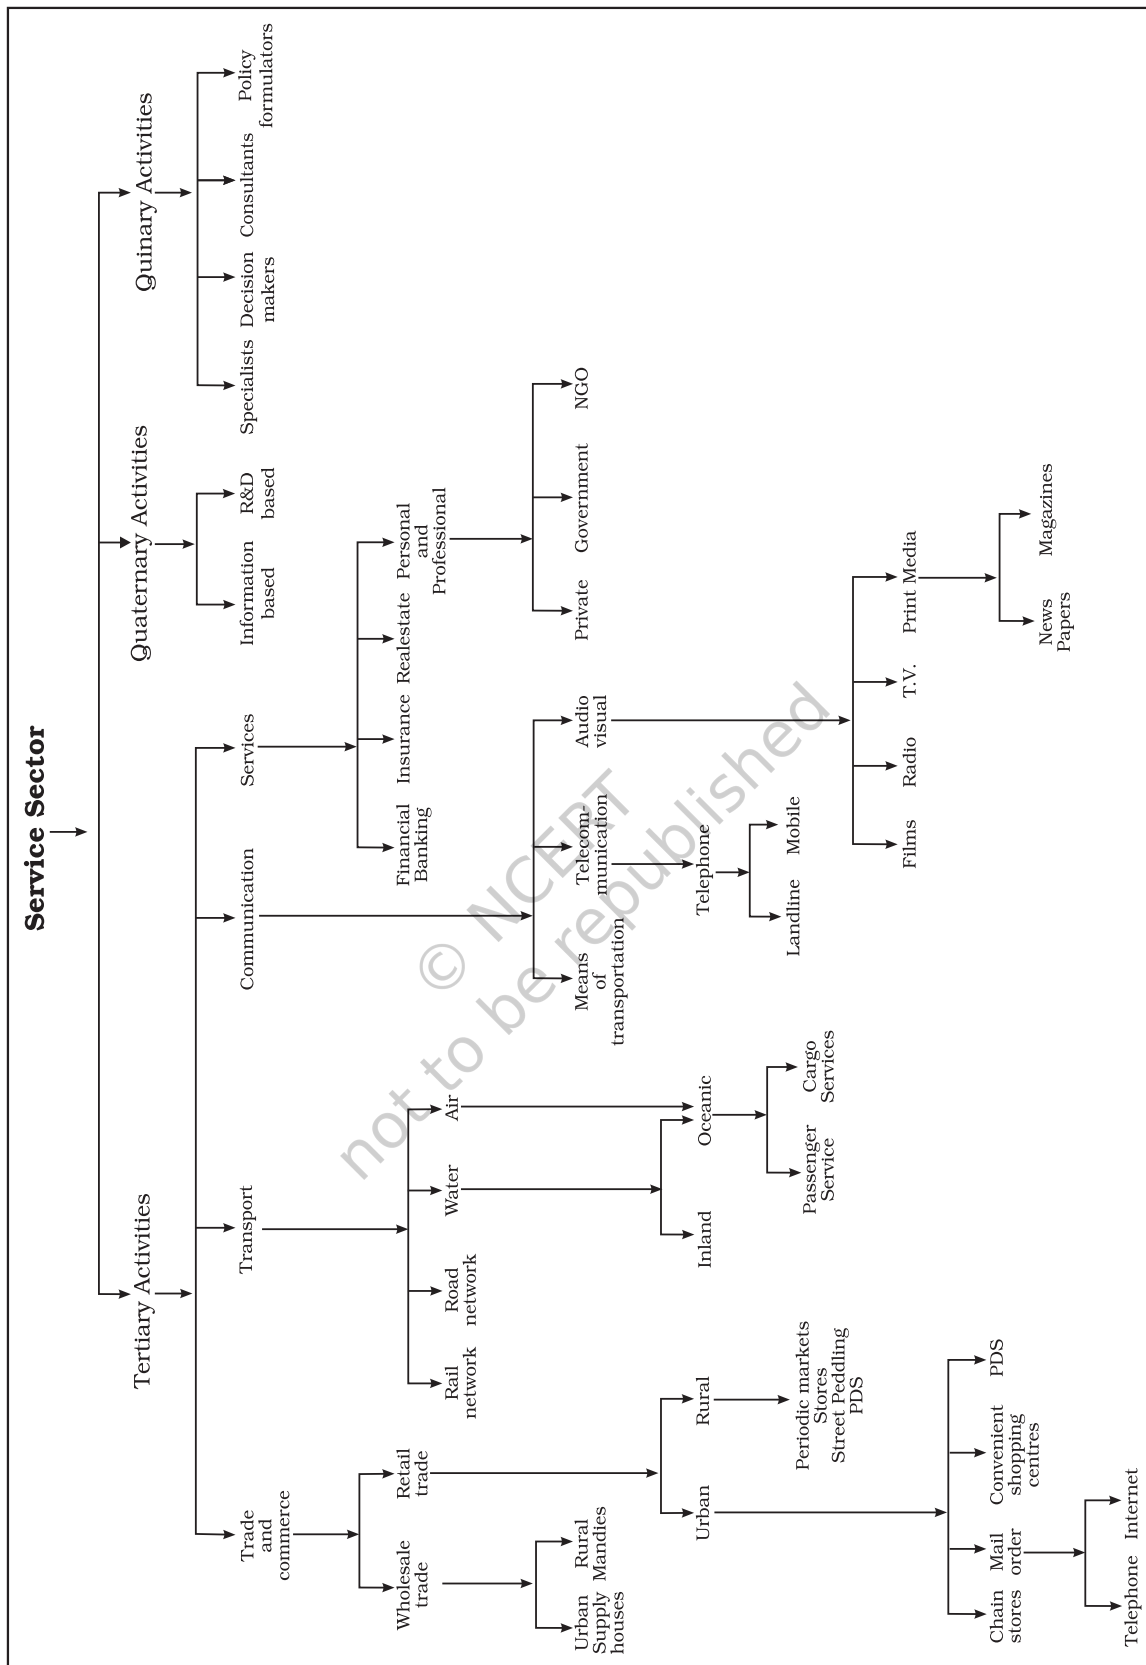 Service Sector
Tertiary Activities
Quaternary Activities
Quinary Activities
Trade
and
commerce
Transport
Communication
Services
Information
based
R&D
based
Specialists
Decision
makers
Consultants
Policy
formulators
Wholesale
trade
Retail
trade
Rail
network
Road
network
Water
Air
Financial
Banking
Insurance
Realestate
Personal
and
Professional
Urban
Supply
houses
Rural
Mandies
Means
of
transportation
Telecom-
munication
Audio
visual
Private
Government
NGO
Urban
Rural
Inland
Oceanic
Telephone
Periodic markets
Stores
Street Peddling
PDS
Passenger
Service
Cargo
Services
Landline
Mobile
Films
Radio
T.V.
Print Media
Chain
stores
Mail
order
Convenient
shopping
centres
PDS
News
Papers
Magazines
Telephone
Internet
© NCERT
not to be republished